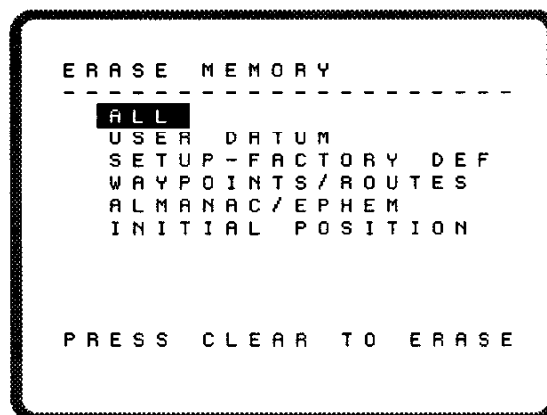 ERASE MEMORY
ALL
USER DATUM
SETUP-FACTORY DEF
WAYPOINTS/ROUTES
ALMANAC/EPHEM
INITIAL POSITION
PRESS CLEAR TO ERASE